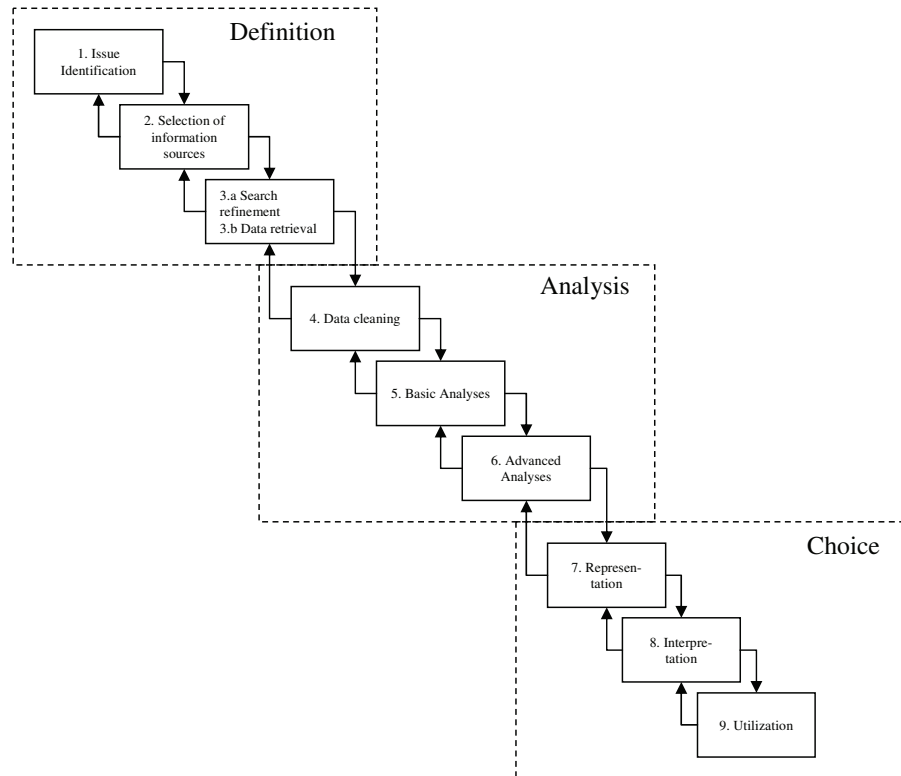 Definition
1. Issue
Identification
2. Selection of
information
sources
3.a Search
refinement
3.b Data retrieval
Analysis
4. Data cleaning
5. Basic Analyses
6. Advanced
Analyses
Choice
7. Represen-
tation
8. Interpre-
tation
9. Utilization